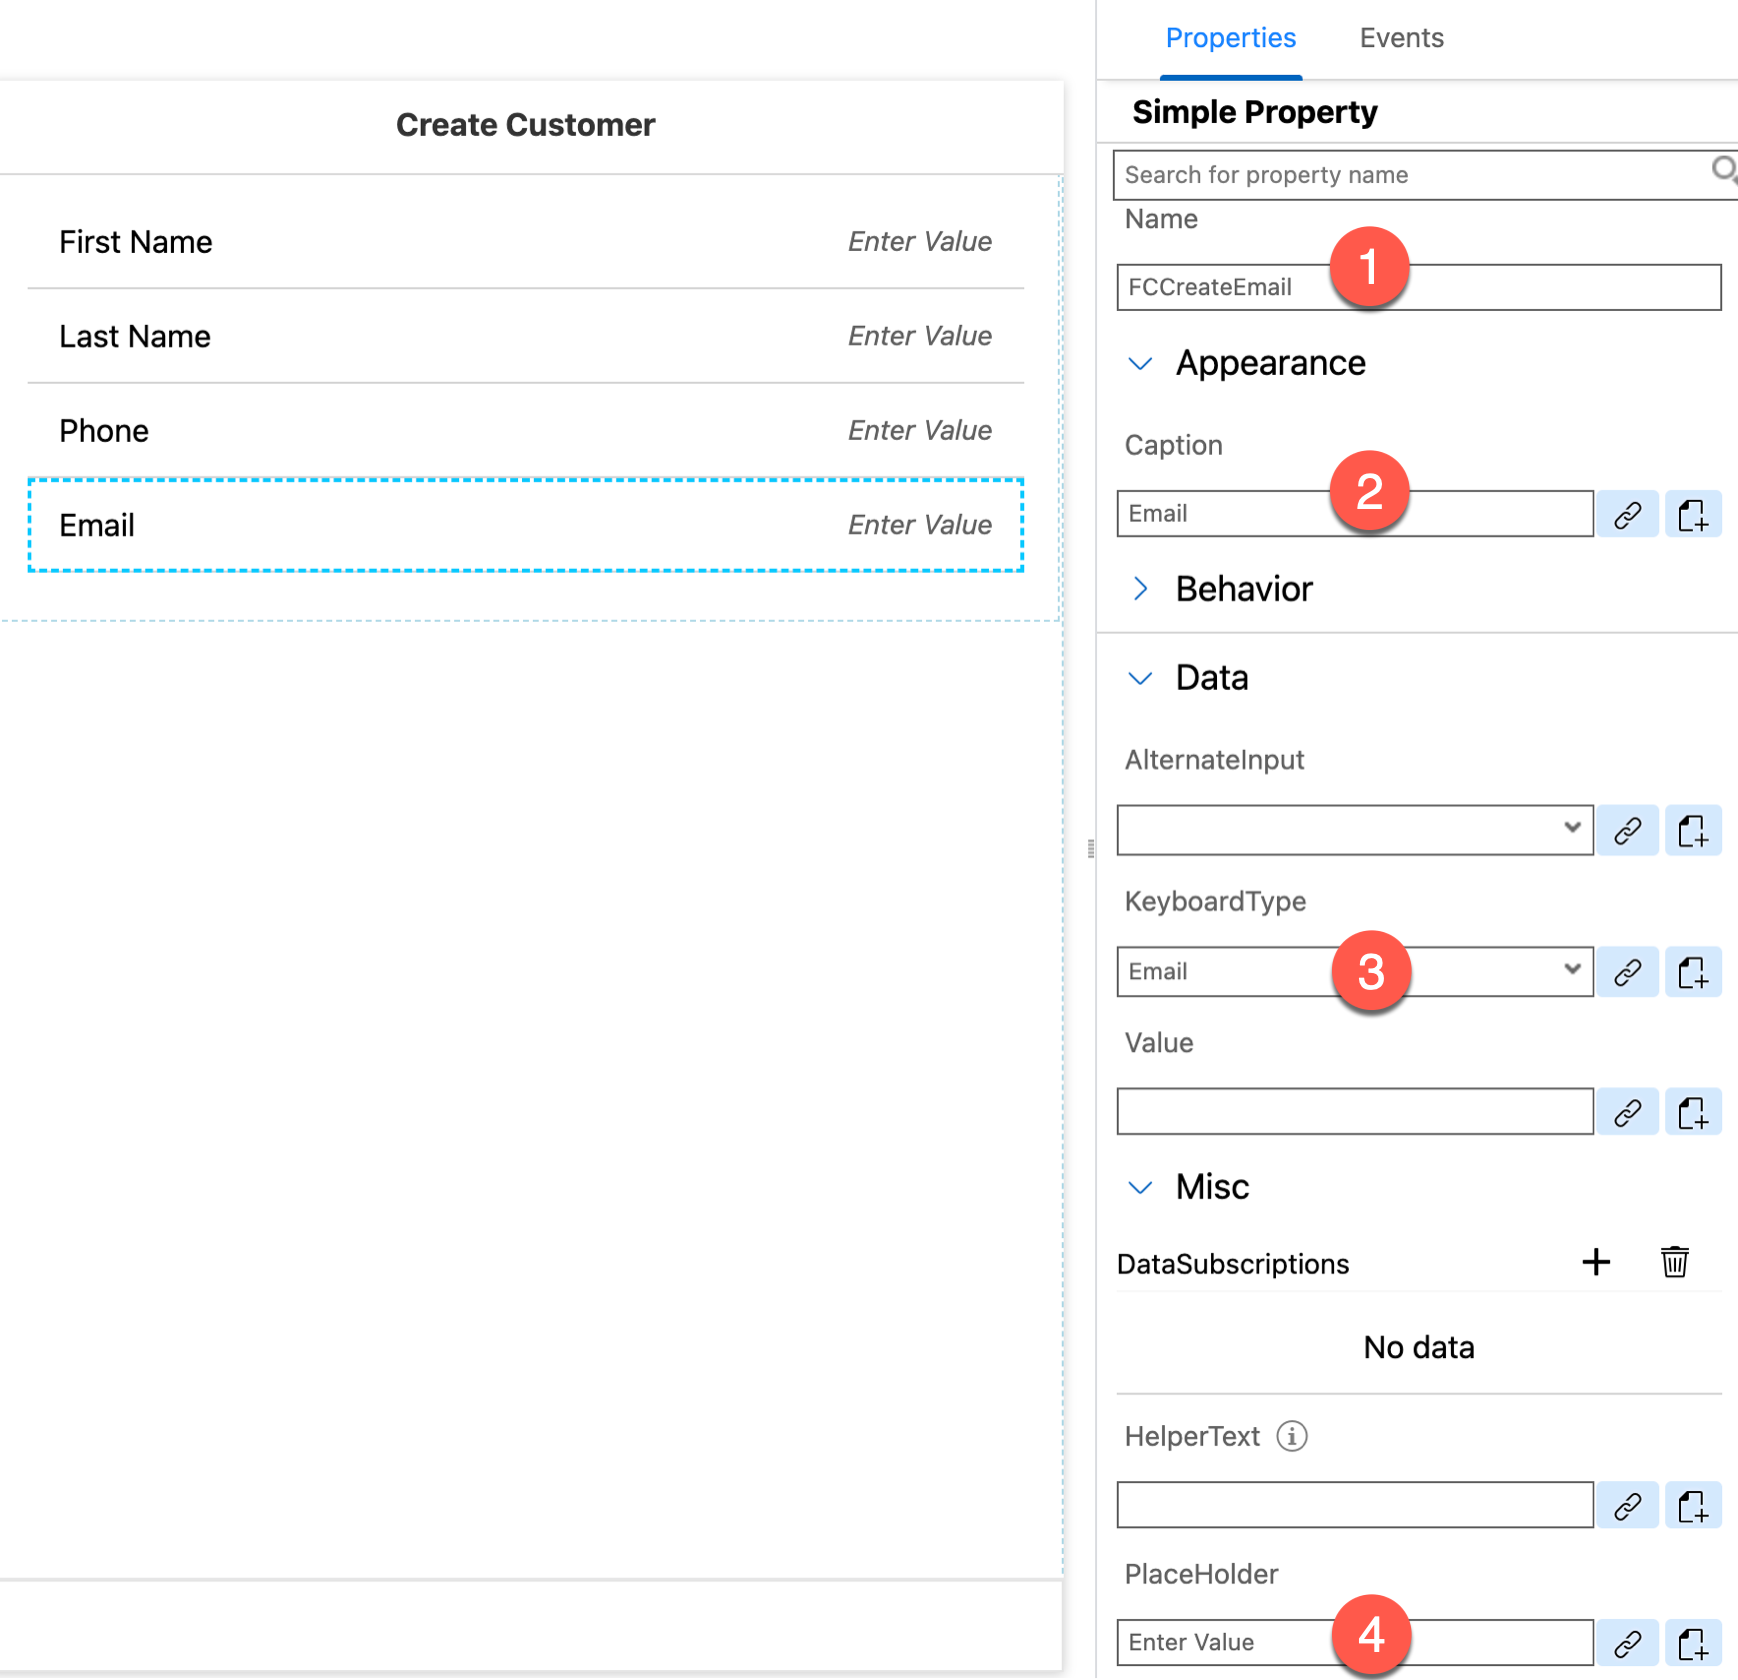 Create Customer
First Name Enter Value
Last Name Enter Value
Phone Enter Value
Email Enter Value
Properties Events
Simple Property
Search for property name
Name
1
FCCreateEmail
Appearance
Caption
2
Email
Behavior
Data
AlternateInput
KeyboardType
Email 3
Value
Misc
DataSubscriptions
No data
HelperText
PlaceHolder
Enter Value 4